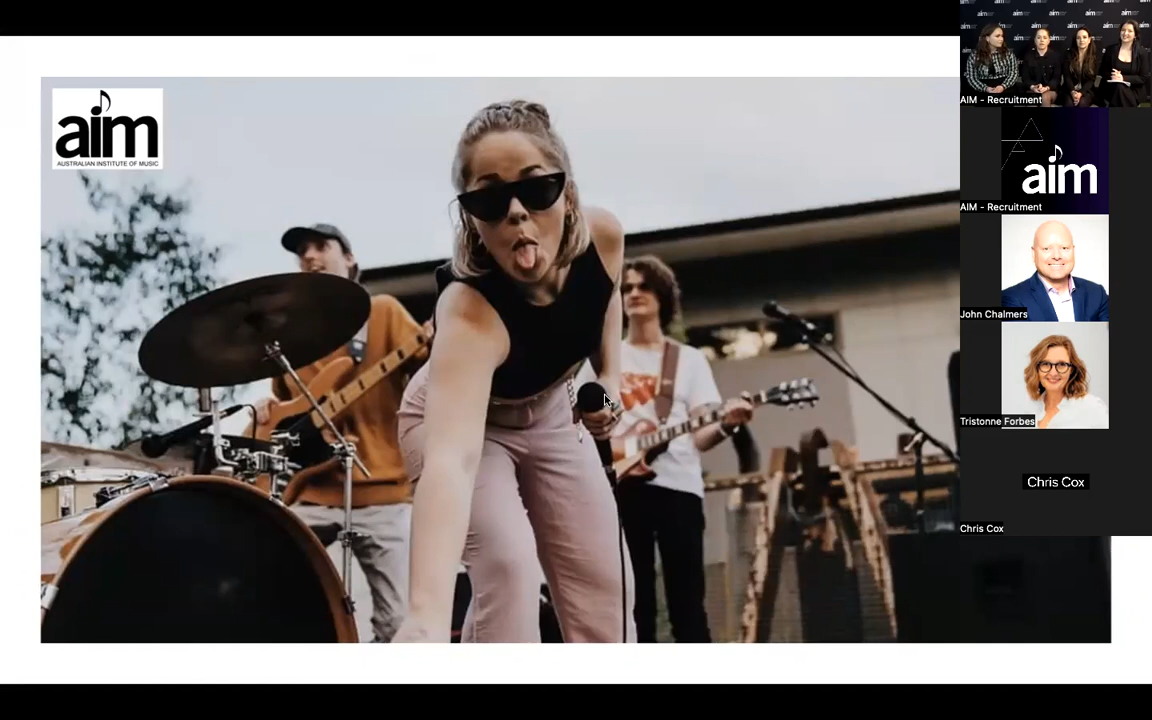 aim
AUSTRALIAN INSTITUTE OF MUSIC
AIM - Recruitment
aim
AIM - Recruitment
John Chalmers
Tristonne Forbes
Chris Cox
Chris Cox